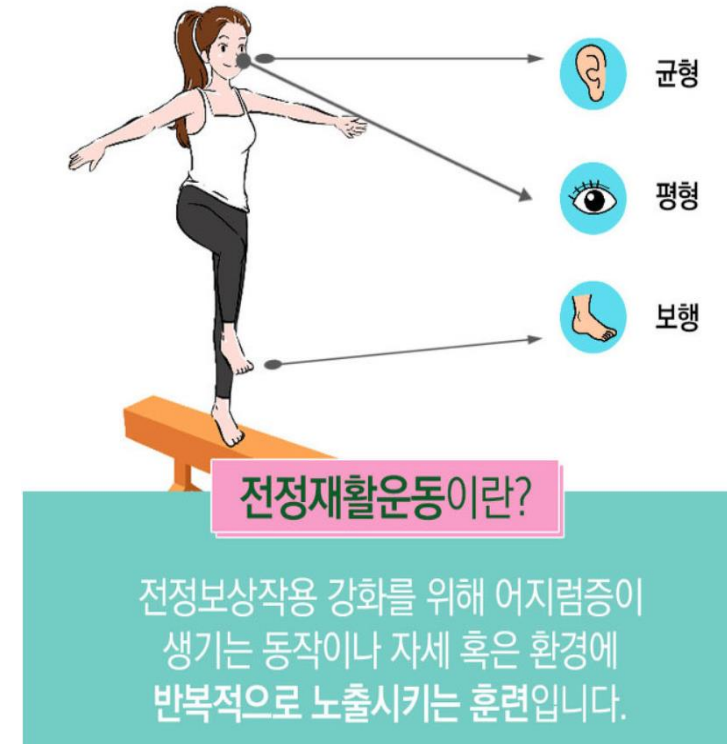 균형
평형
보행
전정재활운동이란?
전정보상작용 강화를 위해 어지럼증이
생기는 동작이나 자세 혹은 환경에
반복적으로 노출시키는 훈련입니다.